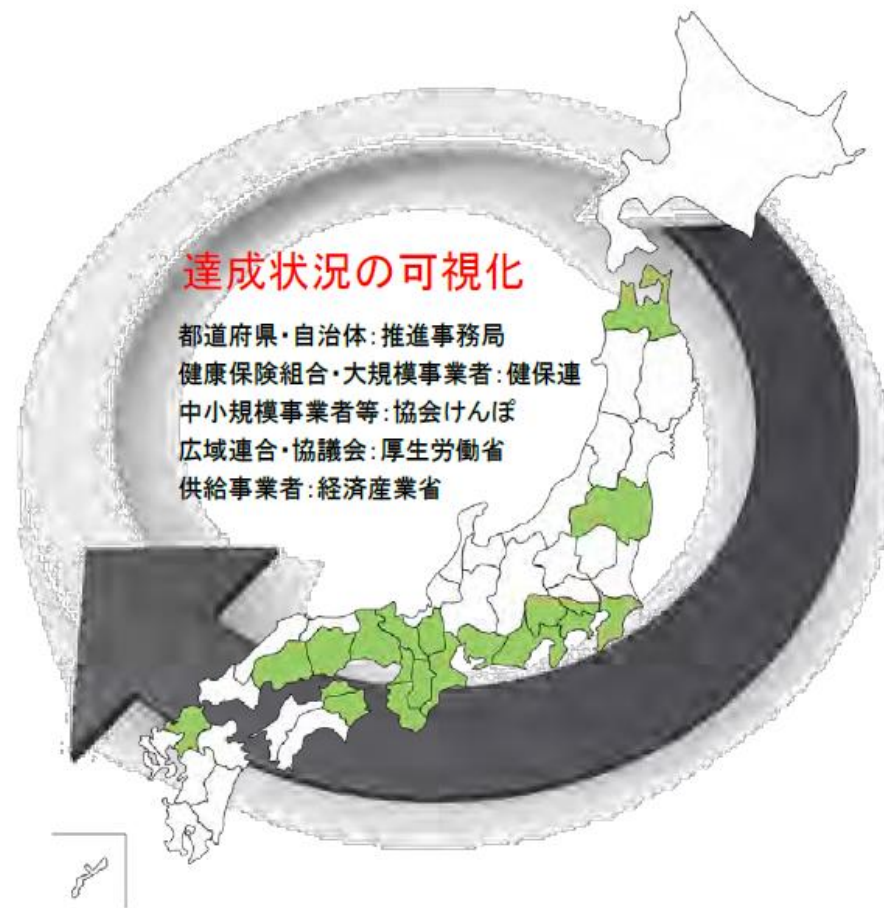 達成状況の可視化
都道府県・自治体：推進事務局
健康保険組合・大規模事業者：健保連
中小規模事業者等：協会けんぽ
広域連合・協議会：厚生労働省
供給事業者：経済産業省